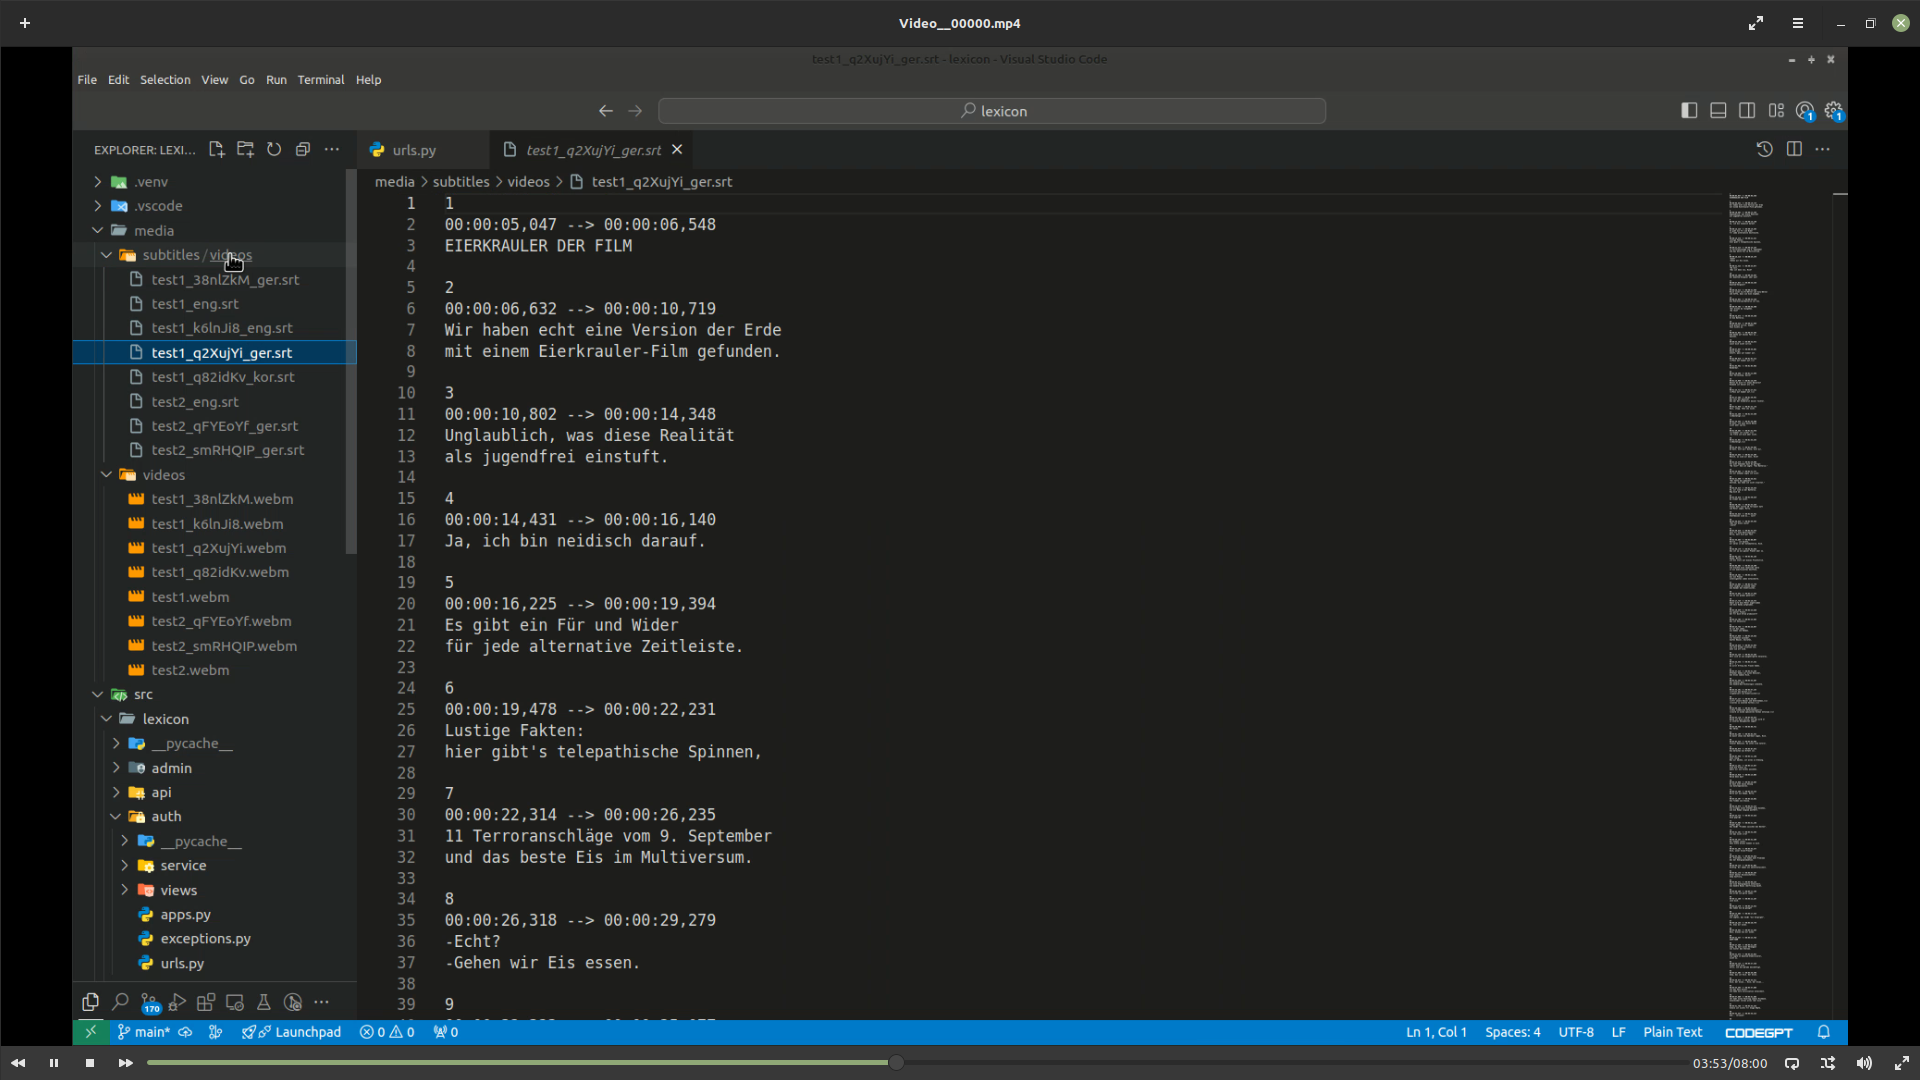 Video__00000.mp4
test1_q2XujYi_ger.srt - lexicon - Visual Studio Code
File Edit Selection View Go Run Terminal Help
lexicon
1
1
EXPLORER: LEXI...
.venv
.vscode
media
subtitles / videos
test1_38nlZkM_ger.srt
test1_eng.srt
test1_k6lnJi8_eng.srt
test1_q2XujYi_ger.srt
test1_q82idKv_kor.srt
test2_eng.srt
test2_qFYEoYf_ger.srt
test2_smRHQIP_ger.srt
videos
test1_38nlZkM.webm
test1_k6lnJi8.webm
test1_q2XujYi.webm
test1_q82idKv.webm
test1.webm
test2_qFYEoYf.webm
test2_smRHQIP.webm
test2.webm
src
lexicon
__pycache__
admin
api
auth
__pycache__
service
views
apps.py
exceptions.py
urls.py
170
urls.py
test1_q2XujYi_ger.srt
media > subtitles > videos > test1_q2XujYi_ger.srt
1 1
2 00:00:05,047 --> 00:00:06,548
3 EIERKRAULER DER FILM
4
5 2
6 00:00:06,632 --> 00:00:10,719
7 Wir haben echt eine Version der Erde
8 mit einem Eierkrauler-Film gefunden.
9
10 3
11 00:00:10,802 --> 00:00:14,348
12 Unglaublich, was diese Realität
13 als jugendfrei einstuft.
14
15 4
16 00:00:14,431 --> 00:00:16,140
17 Ja, ich bin neidisch darauf.
18
19 5
20 00:00:16,225 --> 00:00:19,394
21 Es gibt ein Für und Wider
22 für jede alternative Zeitleiste.
23
24 6
25 00:00:19,478 --> 00:00:22,231
26 Lustige Fakten:
27 hier gibt's telepathische Spinnen,
28
29 7
30 00:00:22,314 --> 00:00:26,235
31 11 Terroranschläge vom 9. September
32 und das beste Eis im Multiversum.
33
34 8
35 00:00:26,318 --> 00:00:29,279
36 -Echt?
37 -Gehen wir Eis essen.
38
39 9
main* Launchpad 0 0 0
Ln 1, Col 1 Spaces: 4 UTF-8 LF Plain Text CODEGPT
03:53/08:00